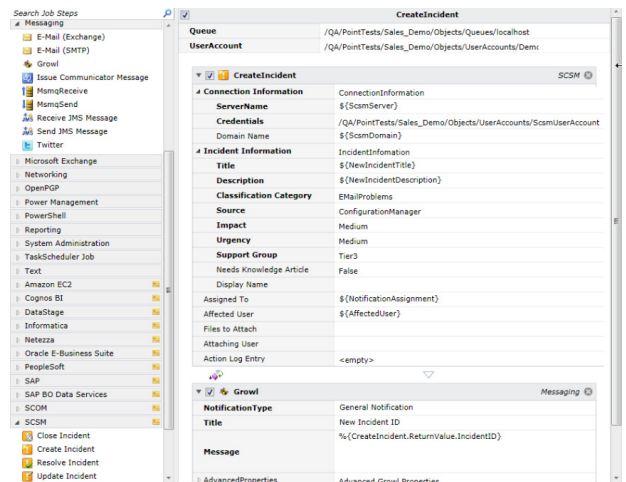 Search Job Steps
Messaging
E-Mail (Exchange)
E-Mail (SMTP)
Growl
Issue Communicator Message
MsmqReceive
MsmqSend
Receive JMS Message
Send JMS Message
Twitter
Microsoft Exchange
Networking
OpenPGP
Power Management
PowerShell
Reporting
System Administration
TaskScheduler Job
Text
Amazon EC2
Cognos BI
DataStage
Informatica
Netezza
Oracle E-Business Suite
PeopleSoft
SAP
SAP BO Data Services
SCOM
SCSM
Close Incident
Create Incident
Resolve Incident
Update Incident
CreateIncident
Queue /QA/PointTests/Sales_Demo/Objects/Queues/localhost
UserAccount /QA/PointTests/Sales_Demo/Objects/UserAccounts/Demo
CreateIncident SCSM
Connection Information ConnectionInformation
ServerName ${ScsmServer}
Credentials /QA/PointTests/Sales_Demo/Objects/UserAccounts/ScsmUserAccount
Domain Name ${ScsmDomain}
Incident Information IncidentInfomation
Title ${NewIncidentTitle}
Description ${NewIncidentDescription}
Classification Category EMailProblems
Source ConfigurationManager
Impact Medium
Urgency Medium
Support Group Tier3
Needs Knowledge Article False
Display Name
Assigned To ${NotificationAssignment}
Affected User ${AffectedUser}
Files to Attach
Attaching User
Action Log Entry <empty>
Growl Messaging
NotificationType General Notification
Title New Incident ID
%{CreateIncident.ReturnValue.IncidentID}
Message
AdvancedProperties Advanced Growl Properties